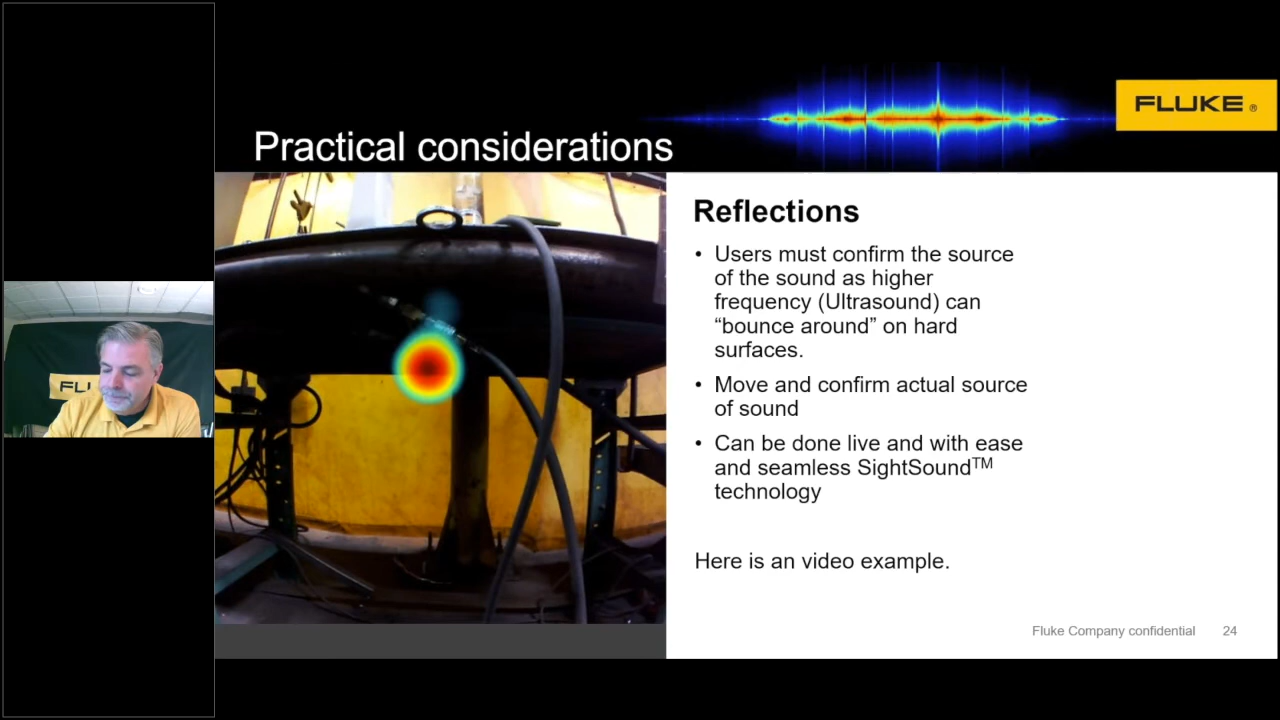 FLUKE ®
Practical considerations
Reflections
• Users must confirm the source
of the sound as higher
frequency (Ultrasound) can
“bounce around” on hard
surfaces.
• Move and confirm actual source
of sound
• Can be done live and with ease
and seamless SightSoundTM
technology
Here is an video example.
Fluke Company confidential 24
FLU